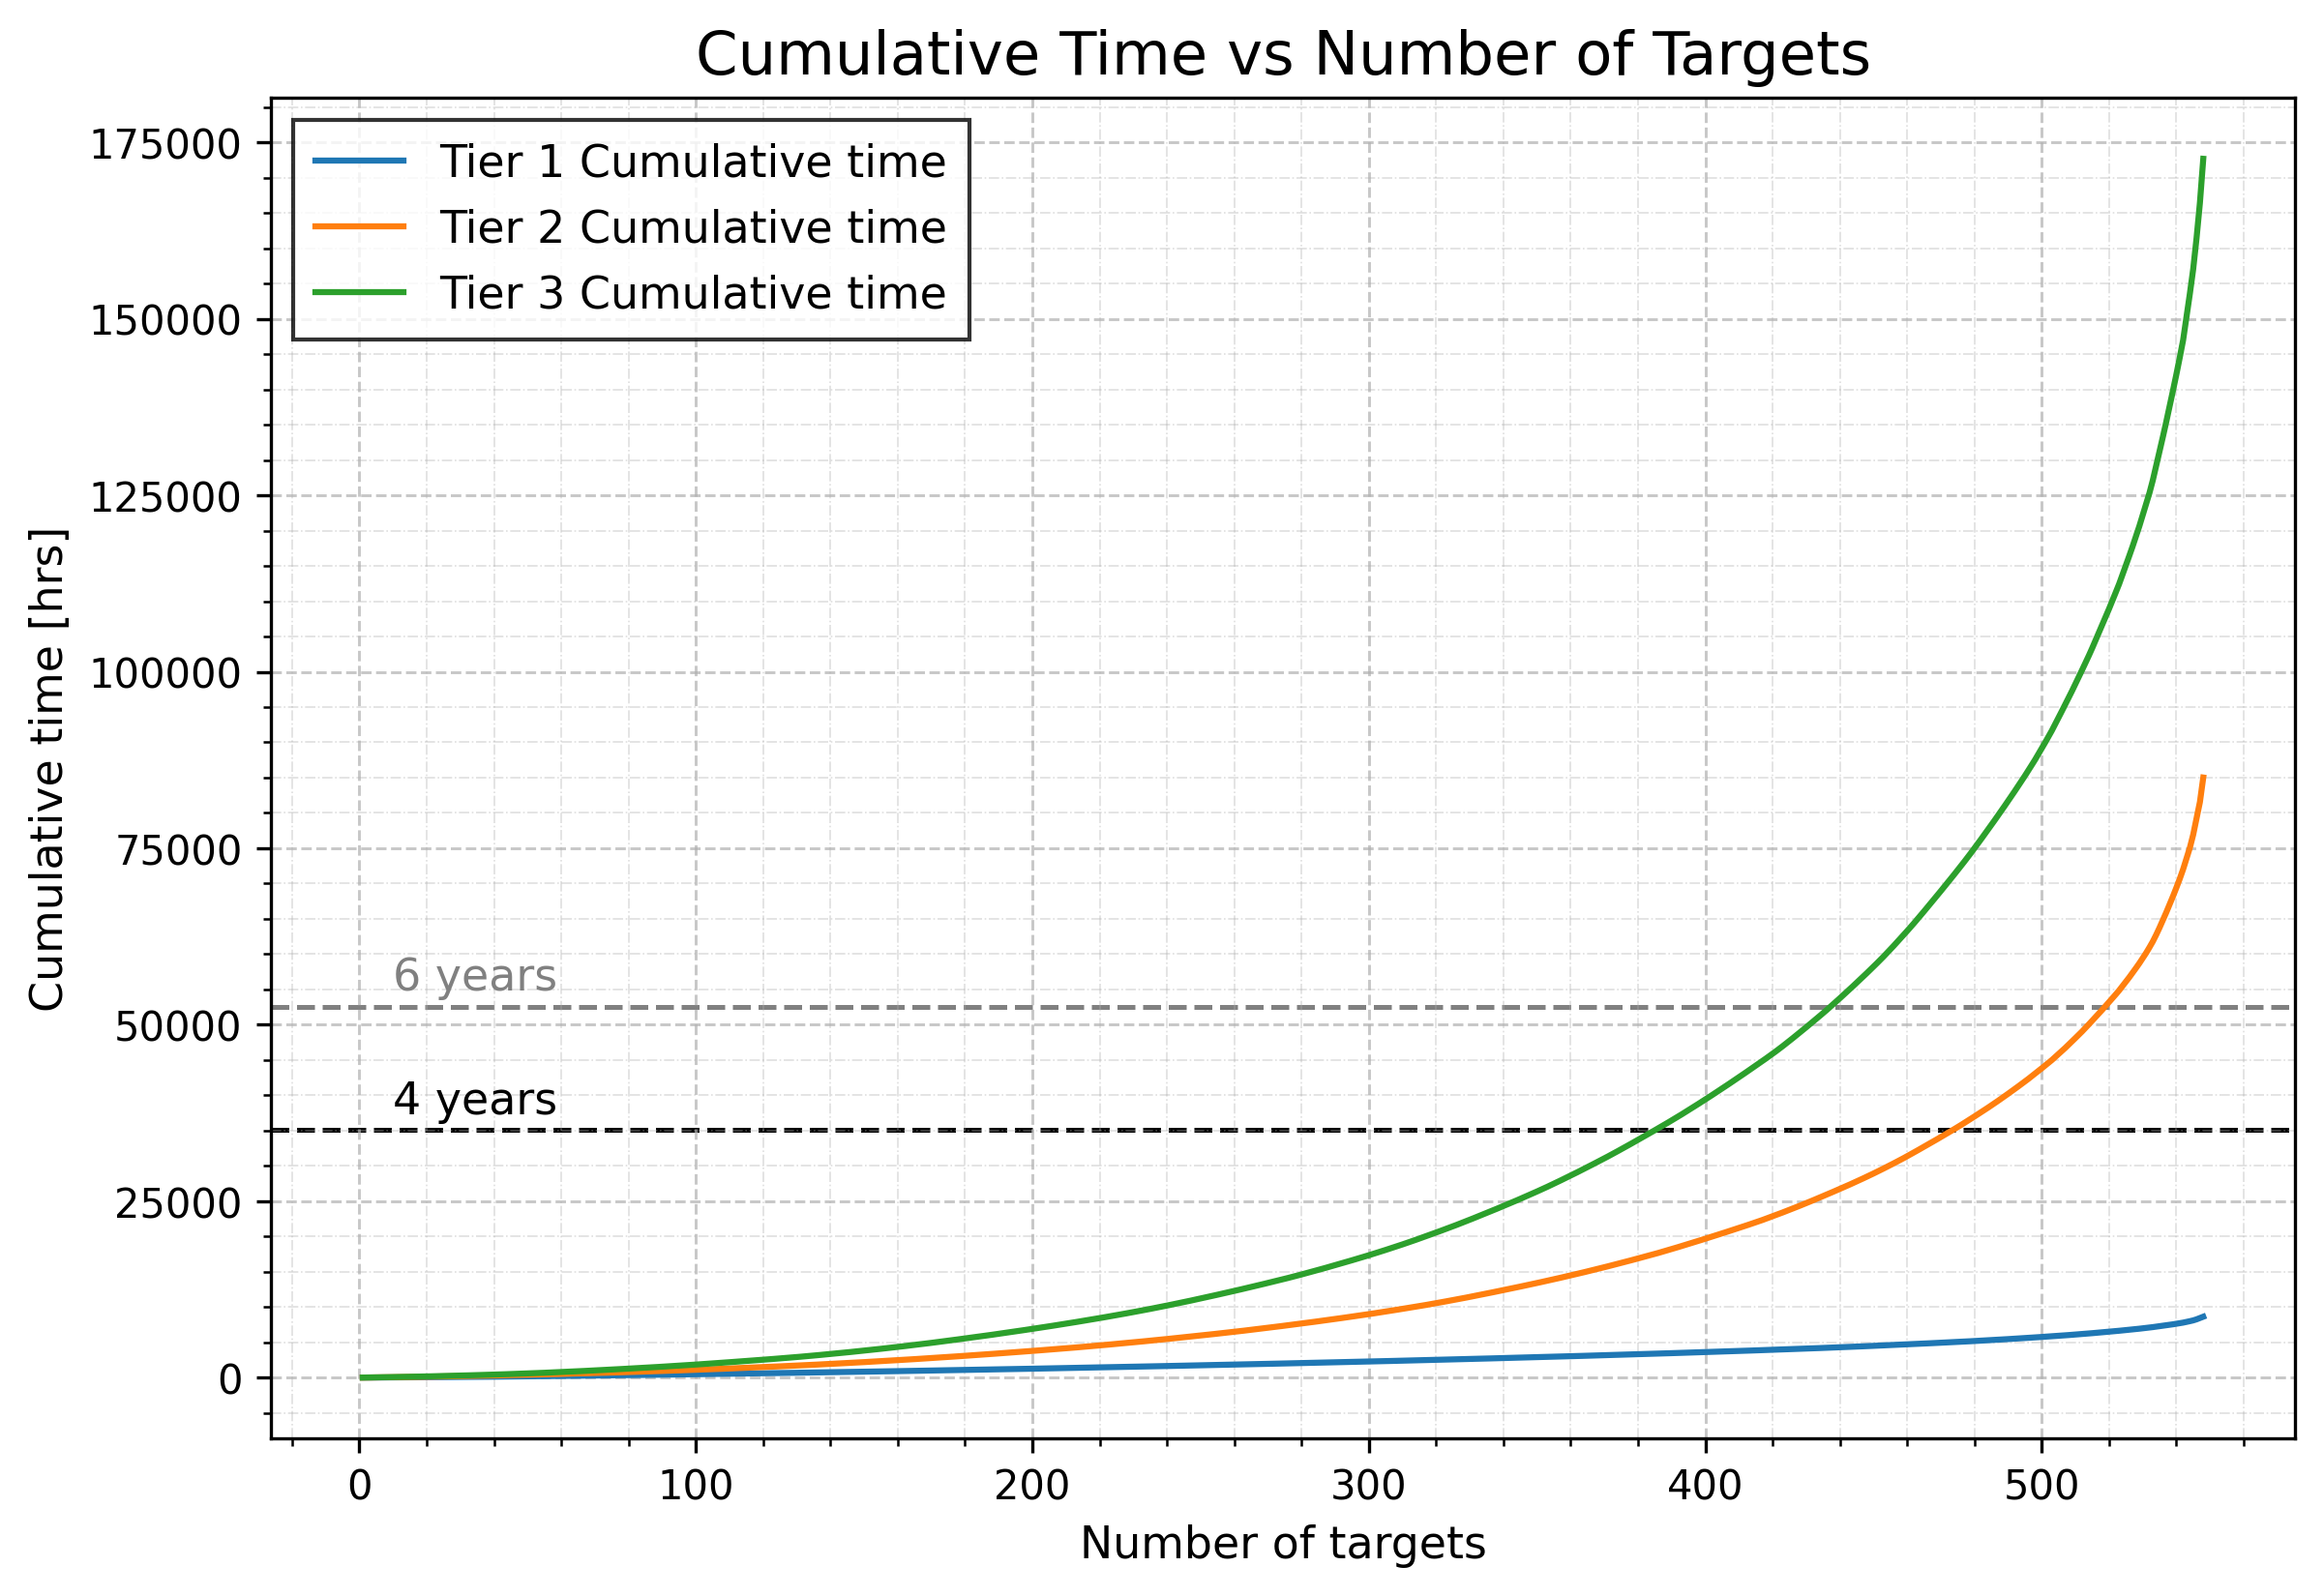 Cumulative Time vs Number of Targets
Tier 1 Cumulative time
Tier 2 Cumulative time
Tier 3 Cumulative time
175000
150000
125000
100000
75000
50000
25000
0
Cumulative time [hrs]
6 years
4 years
0 100 200 300 400 500
Number of targets